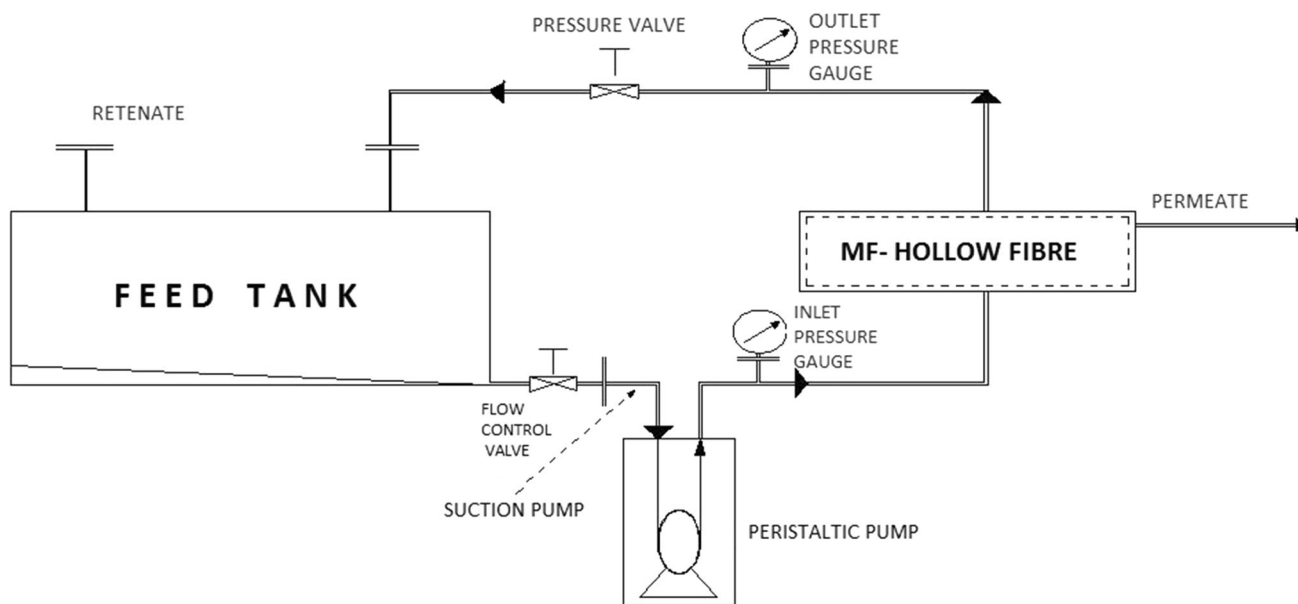 PRESSURE VALVE
OUTLET
PRESSURE
GAUGE
RETENATE
PERMEATE
MF- HOLLOW FIBRE
FEED TANK
INLET
PRESSURE
GAUGE
FLOW
CONTROL
VALVE
SUCTION PUMP
PERISTALTIC PUMP